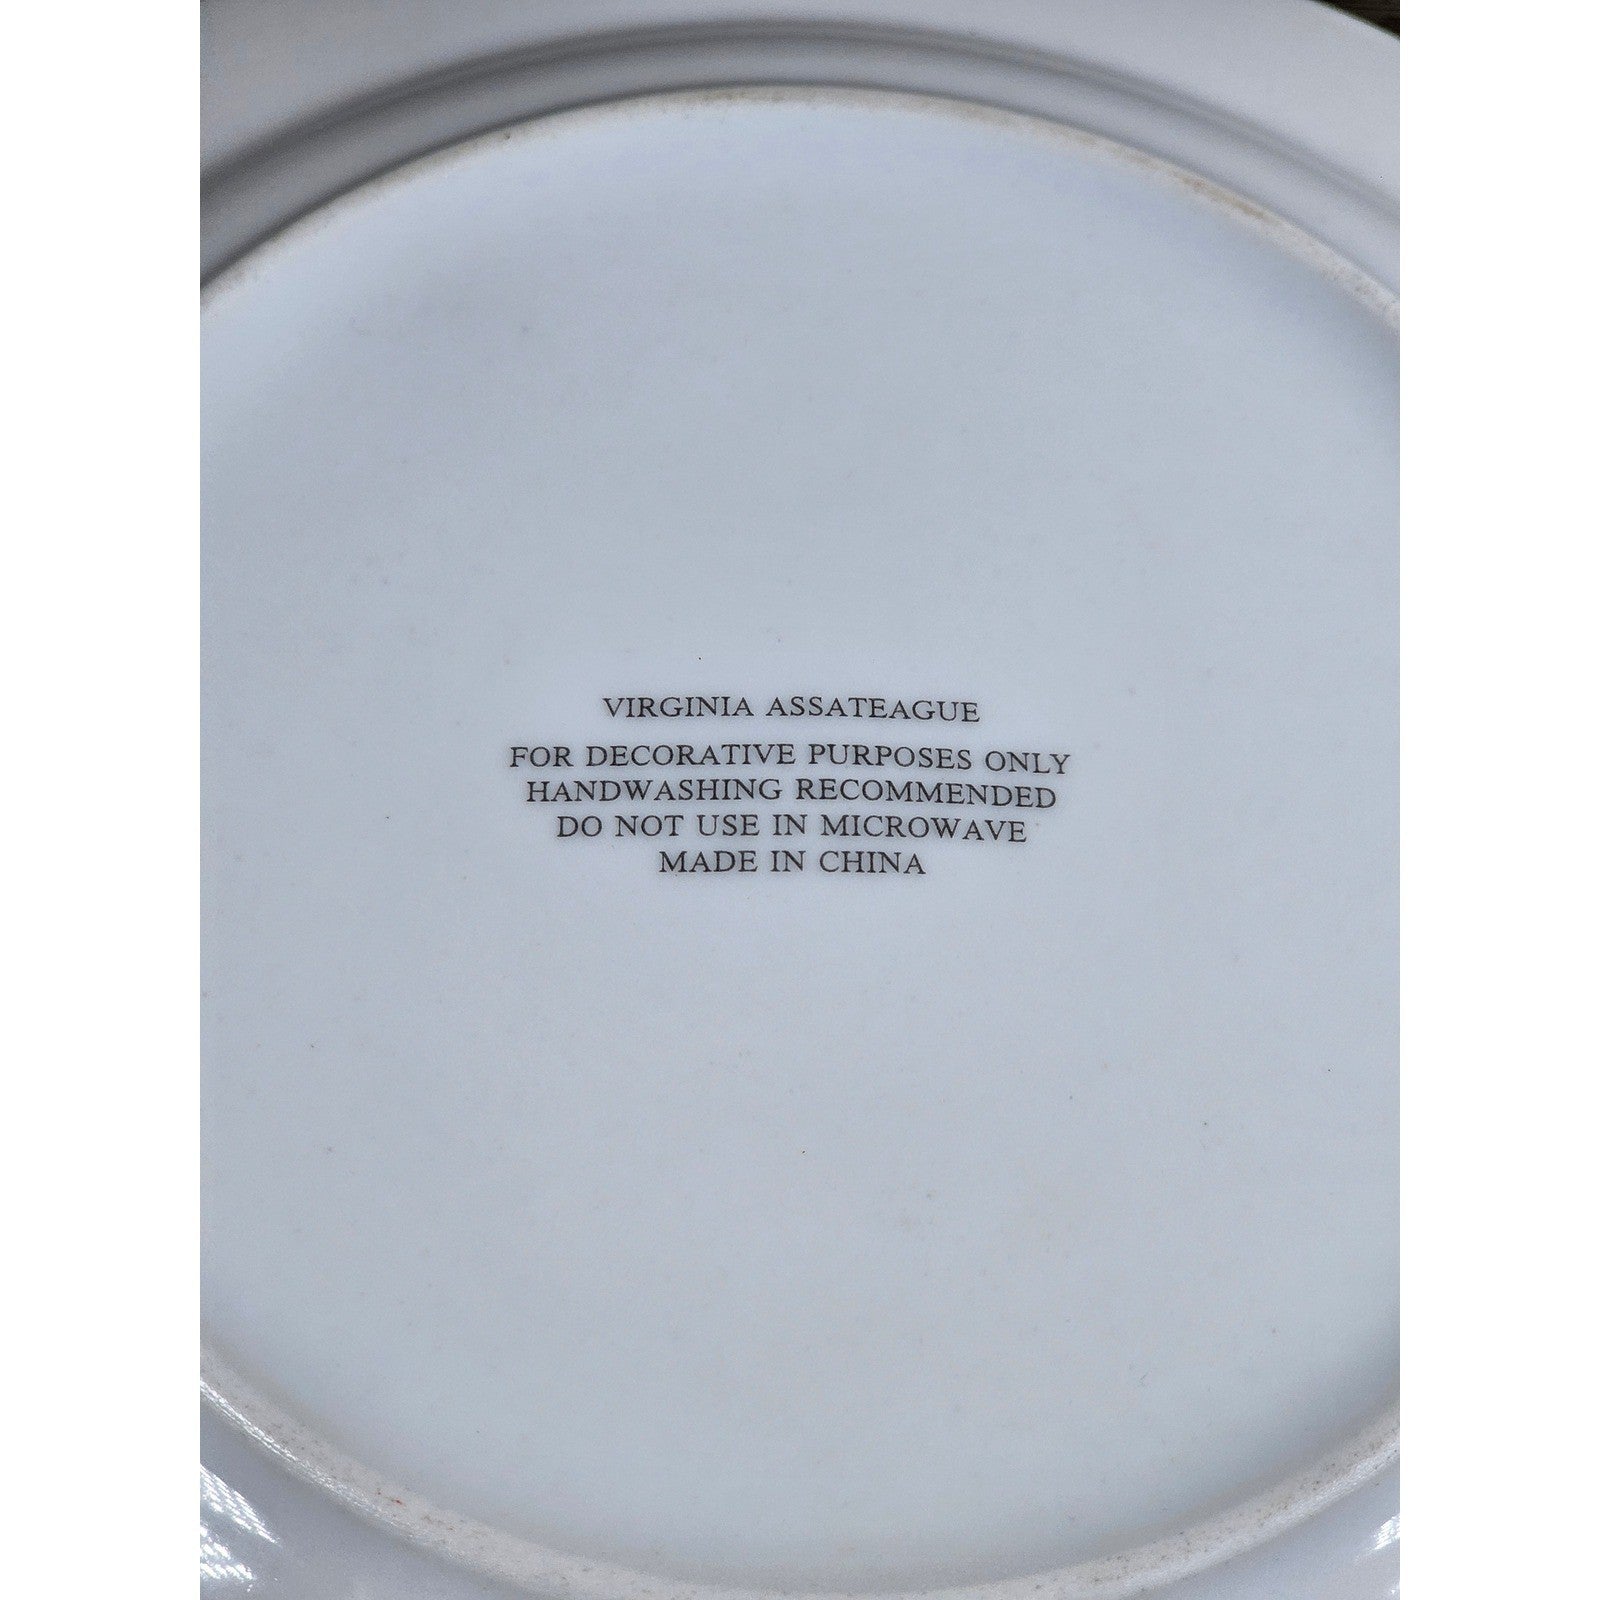 VIRGINIA ASSATEAGUE
FOR DECORATIVE PURPOSES ONLY
HANDWASHING RECOMMENDED
DO NOT USE IN MICROWAVE
MADE IN CHINA